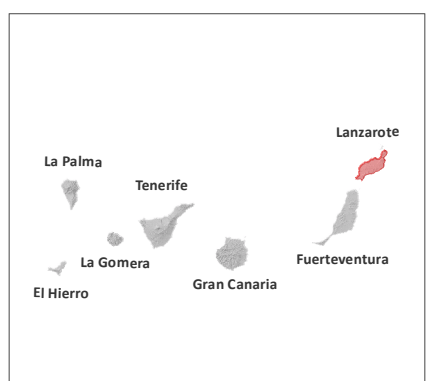 Lanzarote
La Palma
Tenerife
La Gomera
Fuerteventura
Gran Canaria
El Hierro